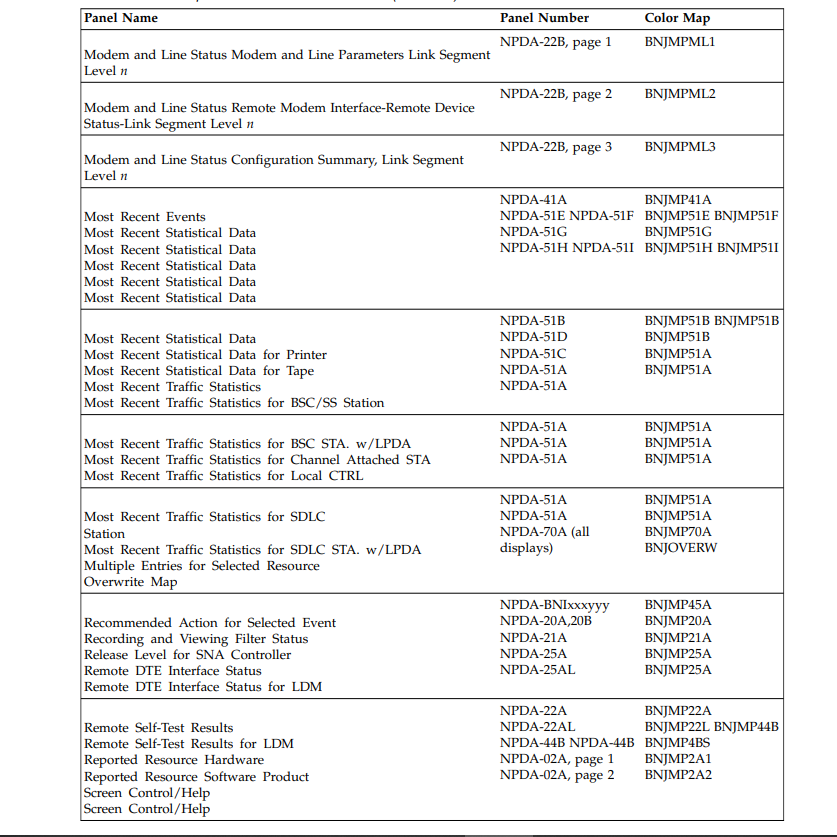 Panel Name Panel Number Color Map
NPDA-22B, page 1 BNJMPML1
Modem and Line Status Modem and Line Parameters Link Segment
Level n
NPDA-22B, page 2 BNJMPML2
Modem and Line Status Remote Modem Interface-Remote Device
Status-Link Segment Level n
NPDA-22B, page 3 BNJMPML3
Modem and Line Status Configuration Summary, Link Segment
Level n
NPDA-41A BNJMP41A
Most Recent Events NPDA-51E NPDA-51F BNJMP51E BNJMP51F
Most Recent Statistical Data NPDA-51G BNJMP51G
Most Recent Statistical Data NPDA-51H NPDA-51I BNJMP51H BNJMP51I
Most Recent Statistical Data
Most Recent Statistical Data
Most Recent Statistical Data
NPDA-51B BNJMP51B BNJMP51B
Most Recent Statistical Data NPDA-51D BNJMP51B
Most Recent Statistical Data for Printer NPDA-51C BNJMP51A
Most Recent Statistical Data for Tape NPDA-51A BNJMP51A
Most Recent Traffic Statistics NPDA-51A
Most Recent Traffic Statistics for BSC/SS Station
NPDA-51A BNJMP51A
Most Recent Traffic Statistics for BSC STA. w/LPDA NPDA-51A BNJMP51A
Most Recent Traffic Statistics for Channel Attached STA NPDA-51A BNJMP51A
Most Recent Traffic Statistics for Local CTRL
NPDA-51A BNJMP51A
Most Recent Traffic Statistics for SDLC NPDA-51A BNJMP51A
Station NPDA-70A (all BNJMP70A
Most Recent Traffic Statistics for SDLC STA. w/LPDA displays) BNJOVERW
Multiple Entries for Selected Resource
Overwrite Map
NPDA-BNIxxxyyy BNJMP45A
Recommended Action for Selected Event NPDA-20A,20B BNJMP20A
Recording and Viewing Filter Status NPDA-21A BNJMP21A
Release Level for SNA Controller NPDA-25A BNJMP25A
Remote DTE Interface Status NPDA-25AL BNJMP25A
Remote DTE Interface Status for LDM
NPDA-22A BNJMP22A
Remote Self-Test Results NPDA-22AL BNJMP22L BNJMP44B
Remote Self-Test Results for LDM NPDA-44B NPDA-44B BNJMP4BS
Reported Resource Hardware NPDA-02A, page 1 BNJMP2A1
Reported Resource Software Product NPDA-02A, page 2 BNJMP2A2
Screen Control/Help
Screen Control/Help